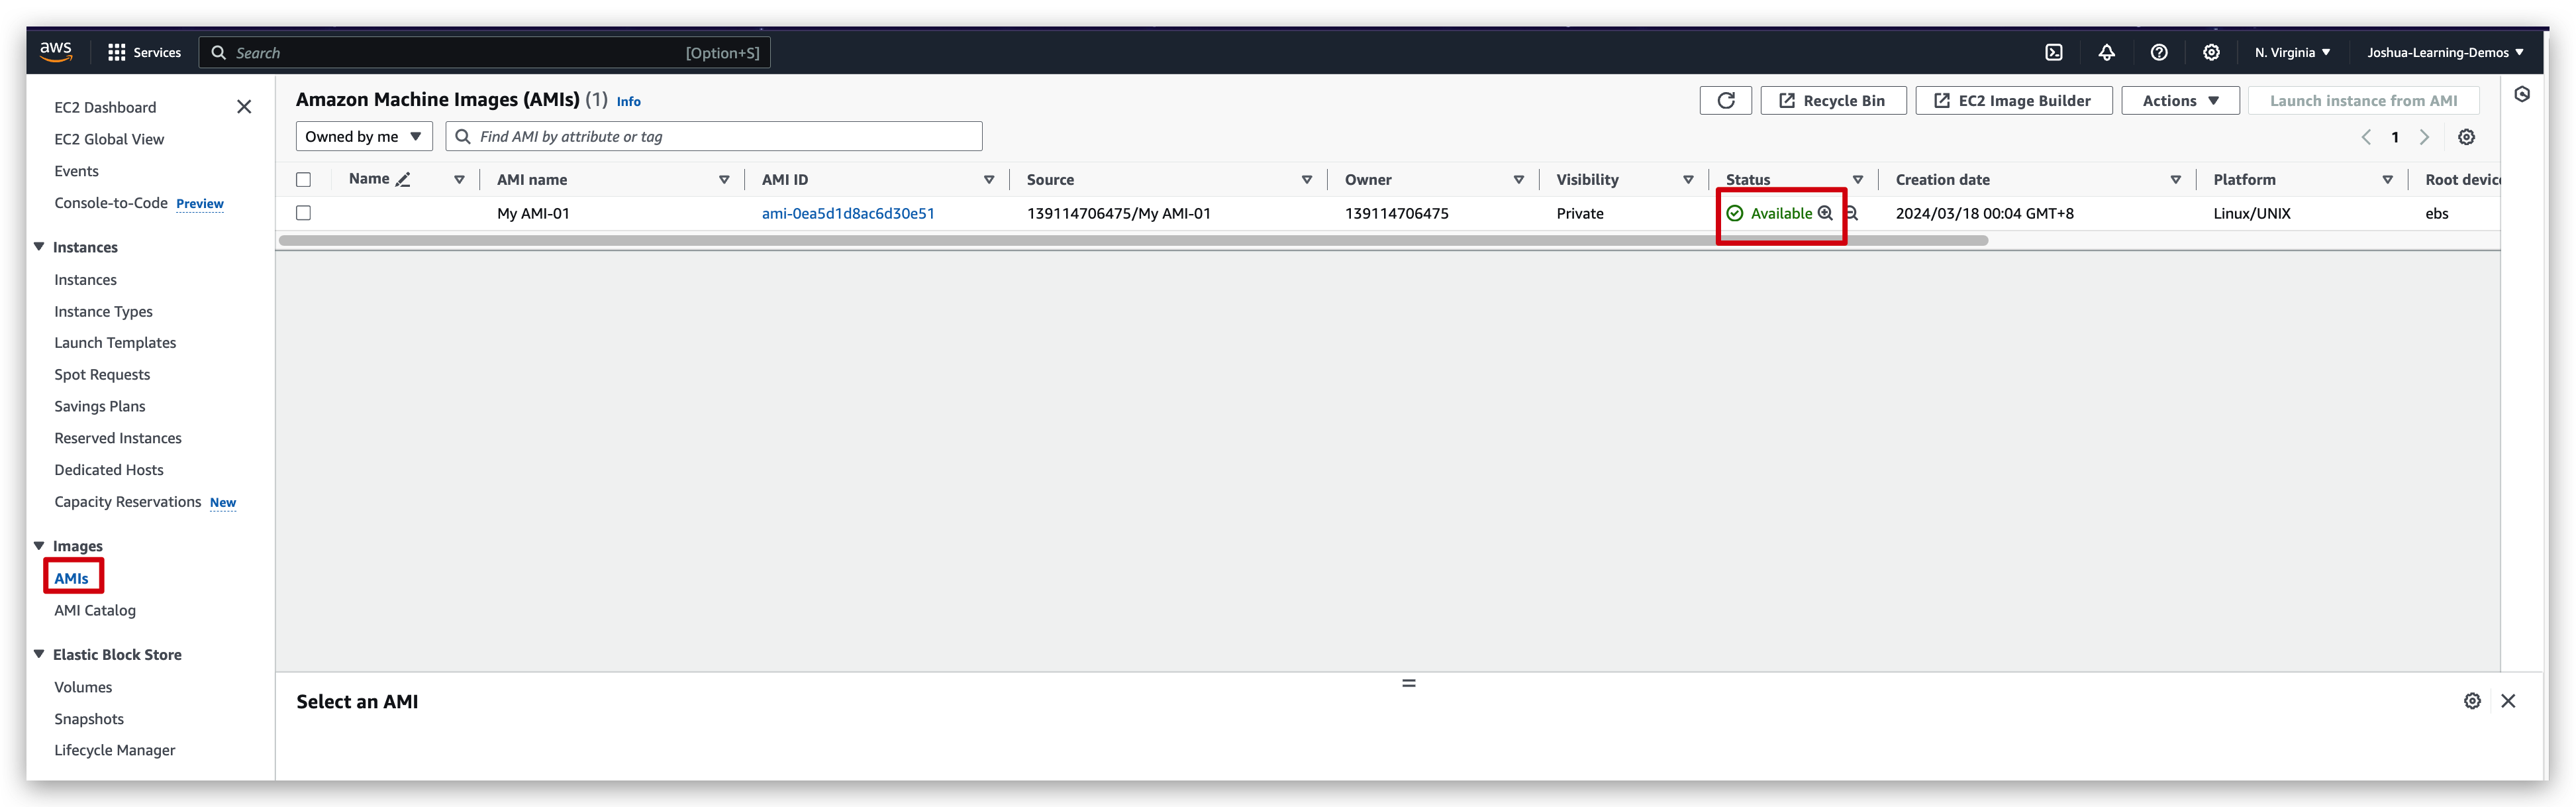 aws Services Search [Option+S] N. Virginia Joshua-Learning-Demos
EC2 Dashboard
EC2 Global View
Events
Console-to-Code Preview
Instances
Instances
Instance Types
Launch Templates
Spot Requests
Savings Plans
Reserved Instances
Dedicated Hosts
Capacity Reservations New
Images
AMIs
AMI Catalog
Elastic Block Store
Volumes
Snapshots
Lifecycle Manager
Amazon Machine Images (AMIs) (1) Info Recycle Bin EC2 Image Builder Actions Launch instance from AMI
Owned by me Find AMI by attribute or tag 1
Name AMI name AMI ID Source Owner Visibility Status Creation date Platform Root devic
My AMI-01 ami-0ea5d1d8ac6d30e51 139114706475/My AMI-01 139114706475 Private Available 2024/03/18 00:04 GMT+8 Linux/UNIX ebs
Select an AMI